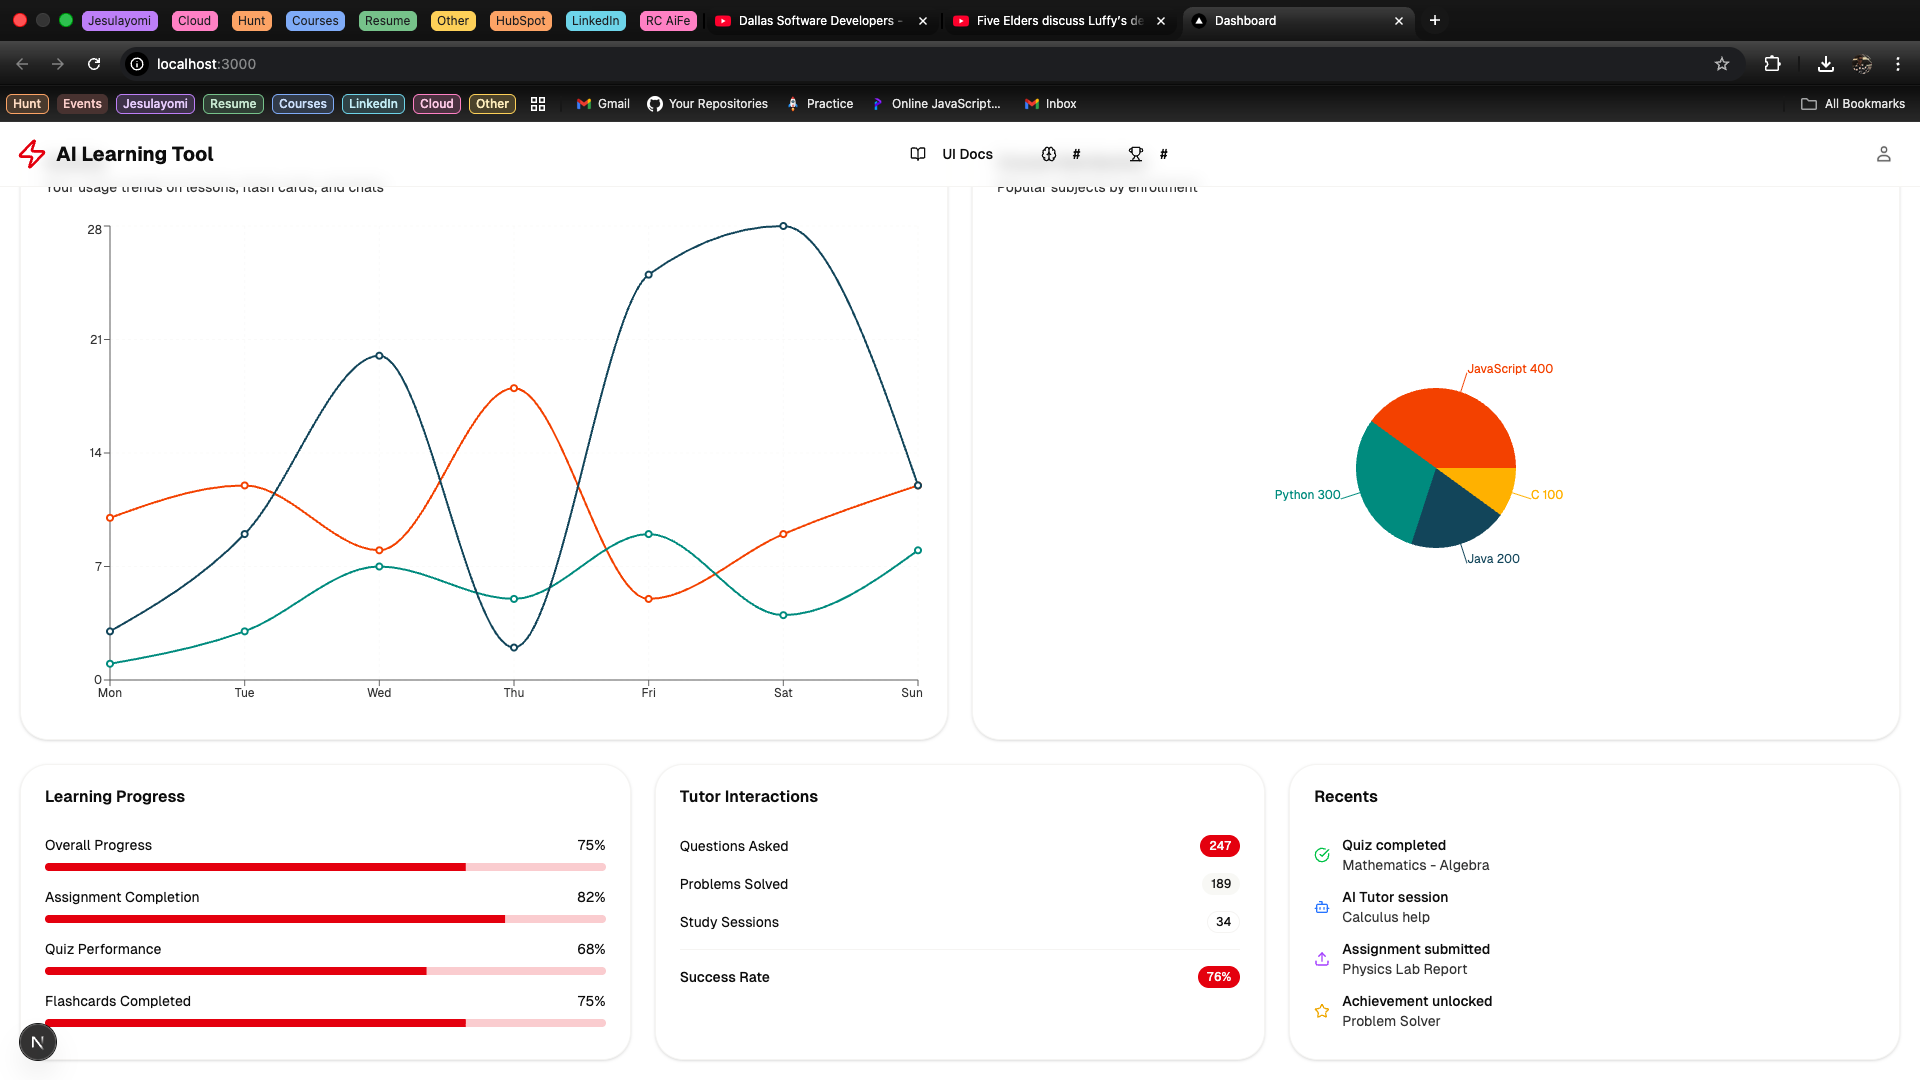 Jesulayomi Cloud Hunt Courses Resume Other HubSpot LinkedIn RC AiFe Dallas Software Developers - Five Elders discuss Luffy's de Dashboard
localhost:3000
Hunt Events Jesulayomi Resume Courses LinkedIn Cloud Other Gmail Your Repositories Practice Online JavaScript... Inbox All Bookmarks
AI Learning Tool UI Docs # #
Your usage trends on lessons, flash cards, and chats
28
21
14
7
0
Mon Tue Wed Thu Fri Sat Sun
Popular subjects by enrollment
JavaScript 400
Python 300
C 100
Java 200
Learning Progress
Overall Progress 75%
Assignment Completion 82%
Quiz Performance 68%
Flashcards Completed 75%
N
Tutor Interactions
Questions Asked 247
Problems Solved 189
Study Sessions 34
Success Rate 76%
Recents
Quiz completed
Mathematics - Algebra
AI Tutor session
Calculus help
Assignment submitted
Physics Lab Report
Achievement unlocked
Problem Solver